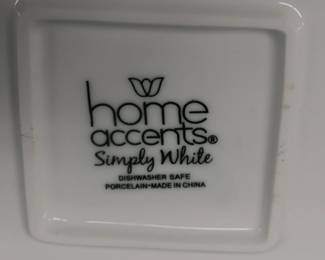 home
accents®
Simply White
DISHWASHER SAFE
PORCELAIN•MADE IN CHINA